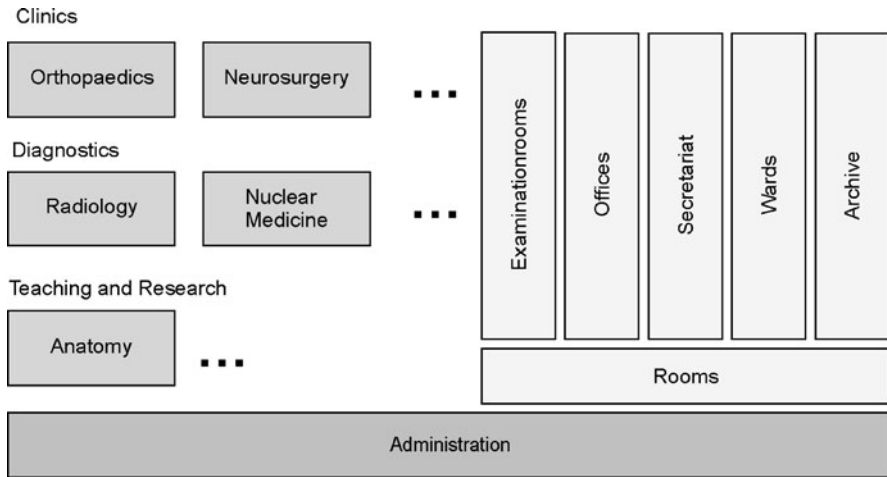 Clinics
Orthopaedics
Neurosurgery
...
Diagnostics
Radiology
Nuclear
Medicine
...
Teaching and Research
Anatomy
...
Examinationrooms
Offices
Secretariat
Wards
Archive
Rooms
Administration